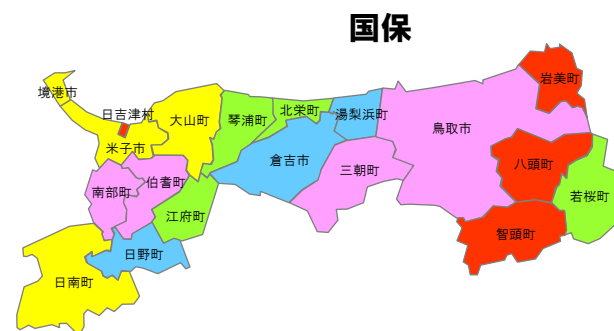 国保
岩美町
境港市
日吉津村
大山町
琴浦町
北栄町
湯梨浜町
鳥取市
米子市
倉吉市
八頭町
三朝町
伯耆町
南部町
若桜町
江府町
智頭町
日野町
日南町